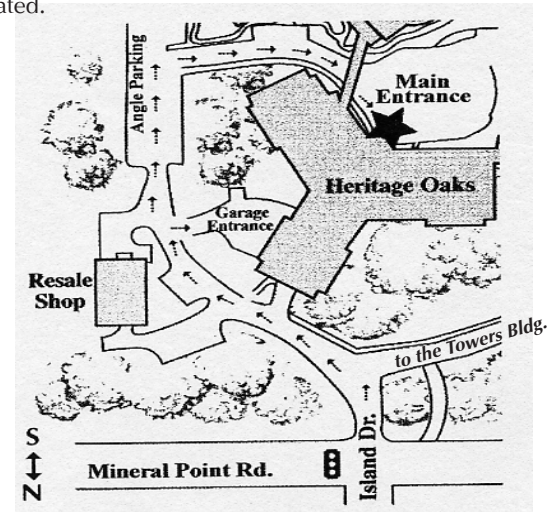 ated.
Angle Parking
Main
Entrance
Heritage Oaks
Garage
Entrance
Resale
Shop
to the Towers Bldg.
S
N
Mineral Point Rd.
Island Dr.